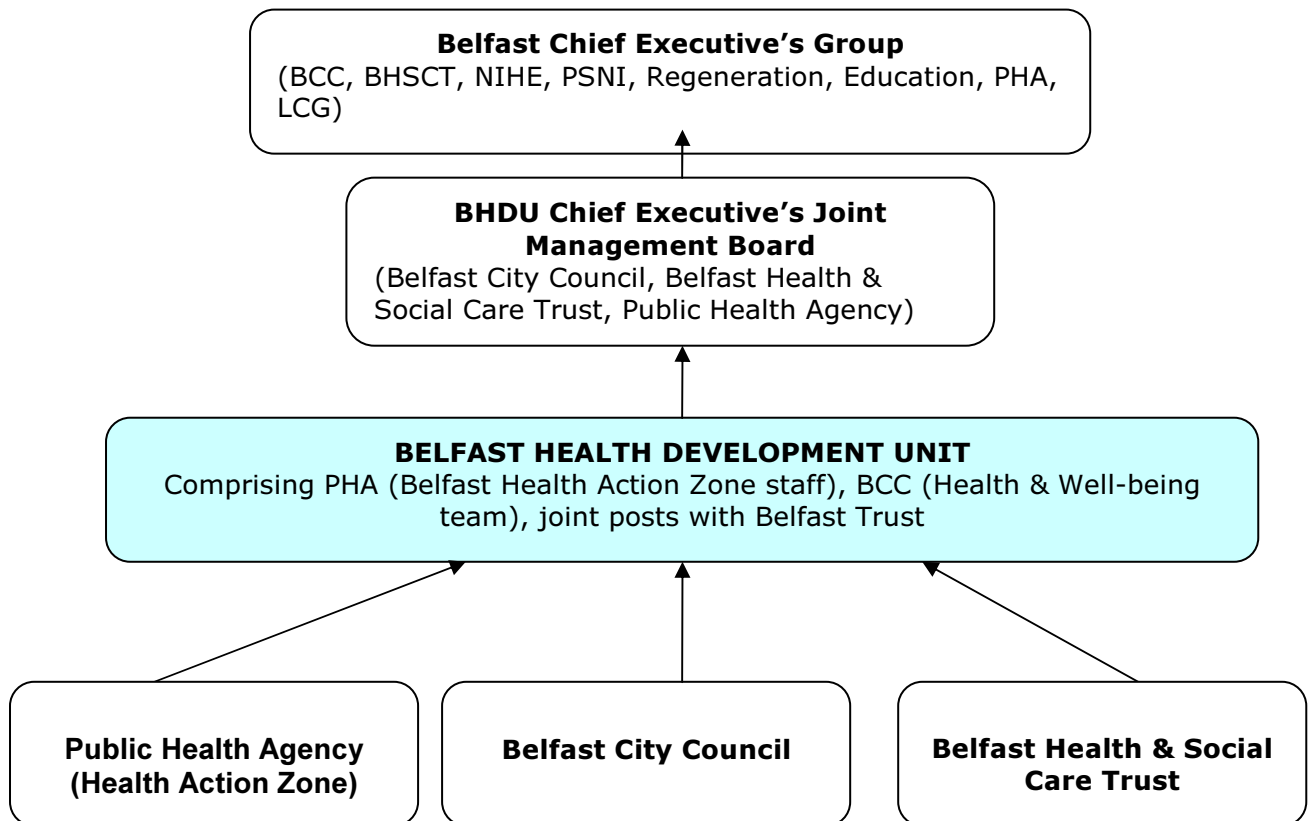 Belfast Chief Executive’s Group
(BCC, BHSCT, NIHE, PSNI, Regeneration, Education, PHA,
LCG)
BHDU Chief Executive’s Joint
Management Board
(Belfast City Council, Belfast Health &
Social Care Trust, Public Health Agency)
BELFAST HEALTH DEVELOPMENT UNIT
Comprising PHA (Belfast Health Action Zone staff), BCC (Health & Well-being
team), joint posts with Belfast Trust
Public Health Agency
(Health Action Zone)
Belfast City Council
Belfast Health & Social
Care Trust